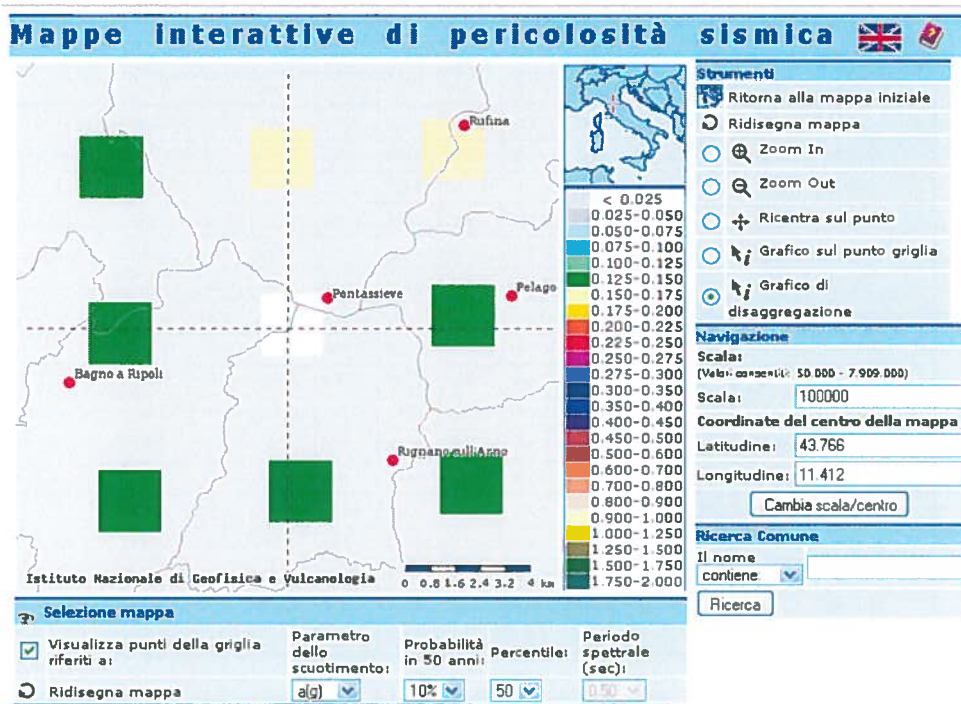 Mappe interattive di pericolosità sismica
Rufina
Pontassieve
Pelago
Bagno a Ripoli
Rignano sull'Arno
Istituto Nazionale di Geofisica e Vulcanologia
0 0.8 1.6 2.4 3.2 4 km
< 0.025
0.025-0.050
0.050-0.075
0.075-0.100
0.100-0.125
0.125-0.150
0.150-0.175
0.175-0.200
0.200-0.225
0.225-0.250
0.250-0.275
0.275-0.300
0.300-0.350
0.350-0.400
0.400-0.450
0.450-0.500
0.500-0.600
0.600-0.700
0.700-0.800
0.800-0.900
0.900-1.000
1.000-1.250
1.250-1.500
1.500-1.750
1.750-2.000
Strumenti
Ritorna alla mappa iniziale
Ridisegna mappa
Zoom In
Zoom Out
Ricentra sul punto
Grafico sul punto griglia
Grafico di
disaggregazione
Navigazione
Scala:
(Valori consentiti: 50.000 - 7.909.000)
Scala: 100000
Coordinate del centro della mappa
Latitudine: 43.766
Longitudine: 11.412
Cambia scala/centro
Ricerca Comune
Il nome
contiene
Ricerca
Selezione mappa
Visualizza punti della griglia
riferiti a:
Parametro
dello
scuotimento:
Probabilità
in 50 anni:
Percentile:
Periodo
spettrale
(sec):
Ridisegna mappa
a(g)
10%
50
0.50